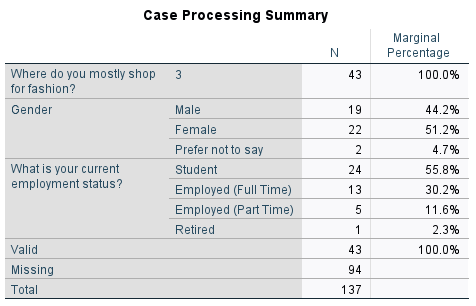 Case Processing Summary
N Marginal Percentage
Where do you mostly shop for fashion? 3 43 100.0%
Gender Male 19 44.2%
Female 22 51.2%
Prefer not to say 2 4.7%
What is your current employment status? Student 24 55.8%
Employed (Full Time) 13 30.2%
Employed (Part Time) 5 11.6%
Retired 1 2.3%
Valid 43 100.0%
Missing 94
Total 137